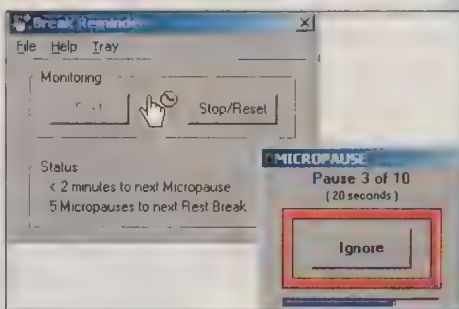 Break Reminder
File Help Tray
Monitoring
Stop/Reset
Status
< 2 minutes to next Micropause
5 Micropauses to next Rest Break
MICROPAUSE
Pause 3 of 10
( 20 seconds )
Ignore